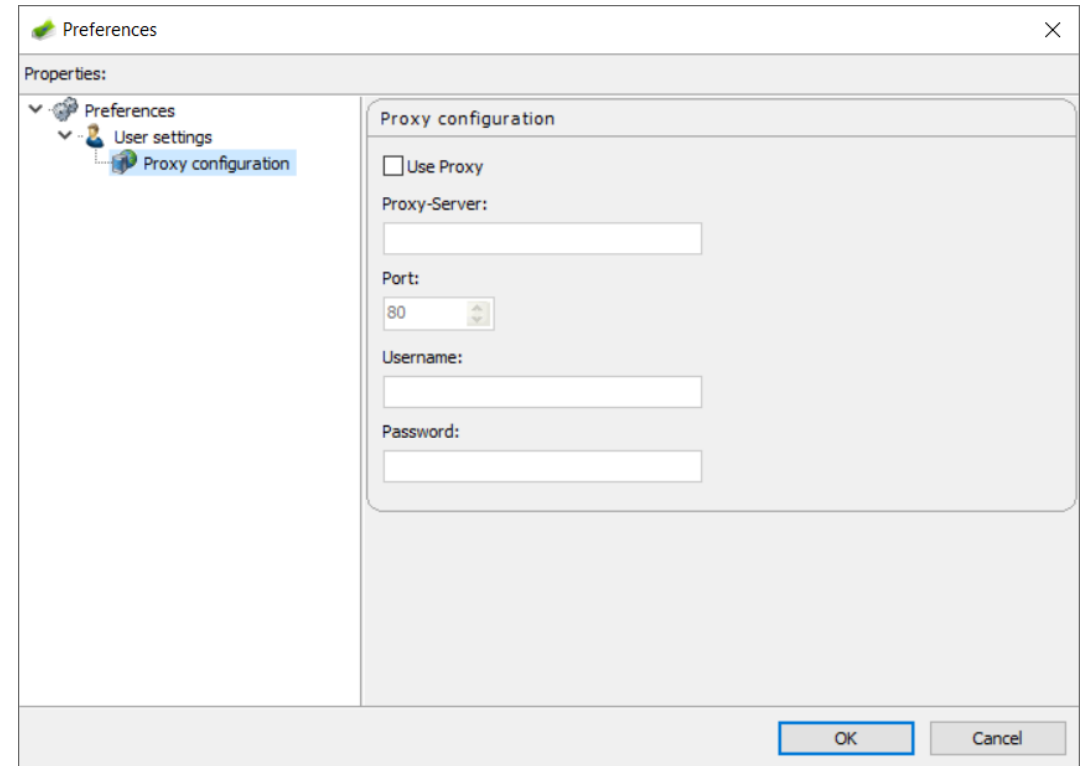 Preferences
Properties:
Preferences
User settings
Proxy configuration
Proxy configuration
Use Proxy
Proxy-Server:
Port:
80
Username:
Password:
OK
Cancel